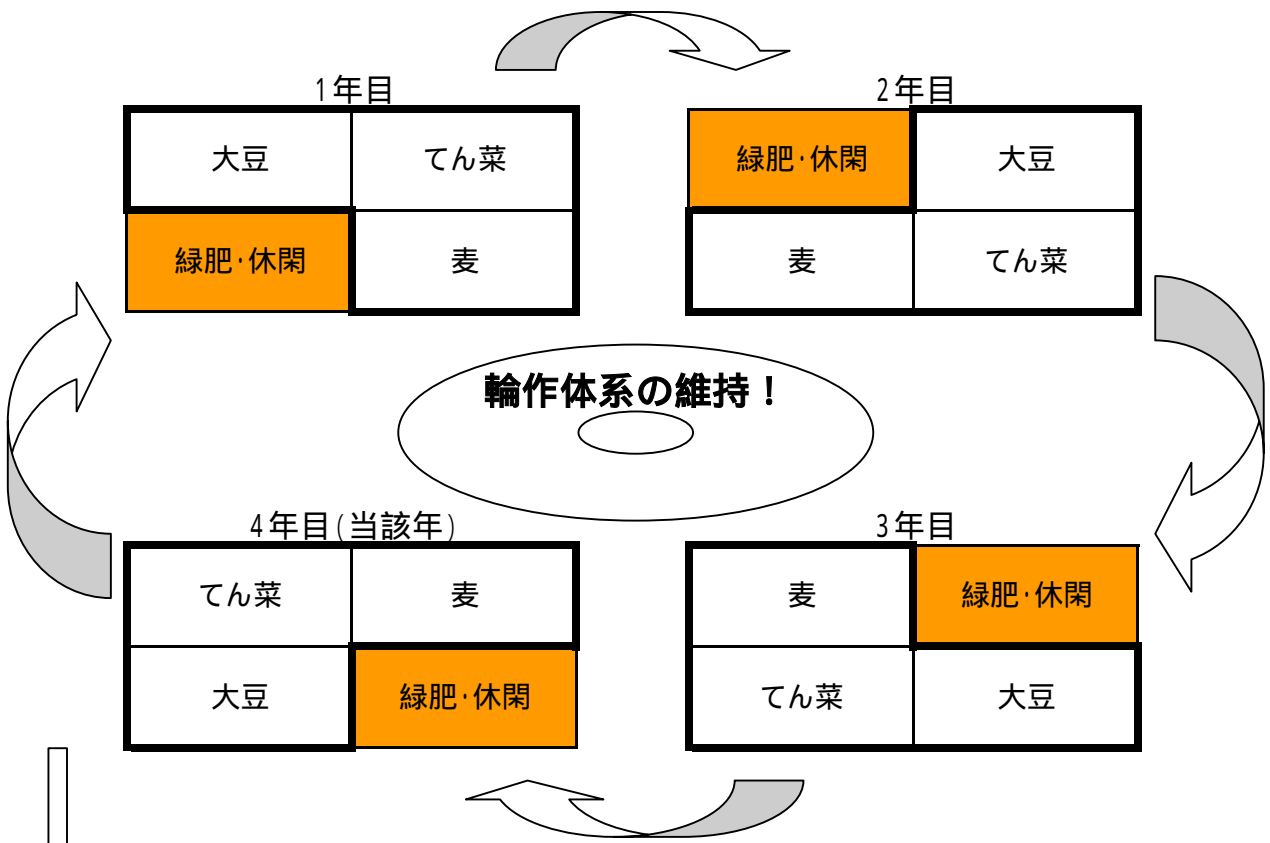 1年目
大豆
てん菜
緑肥・休閑
麦
2年目
緑肥・休閑
大豆
麦
てん菜
輪作体系の維持！
4年目(当該年)
てん菜
麦
大豆
緑肥・休閑
3年目
麦
緑肥・休閑
てん菜
大豆